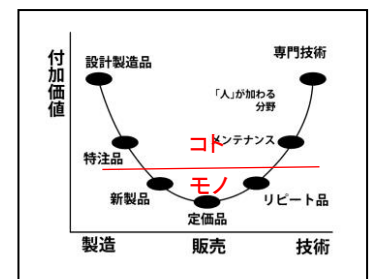 付加価値
設計製造品
専門技術
「人」が加わる
分野
コト
メンテナンス
特注品
モノ
新製品
リピート品
定価品
製造
販売
技術